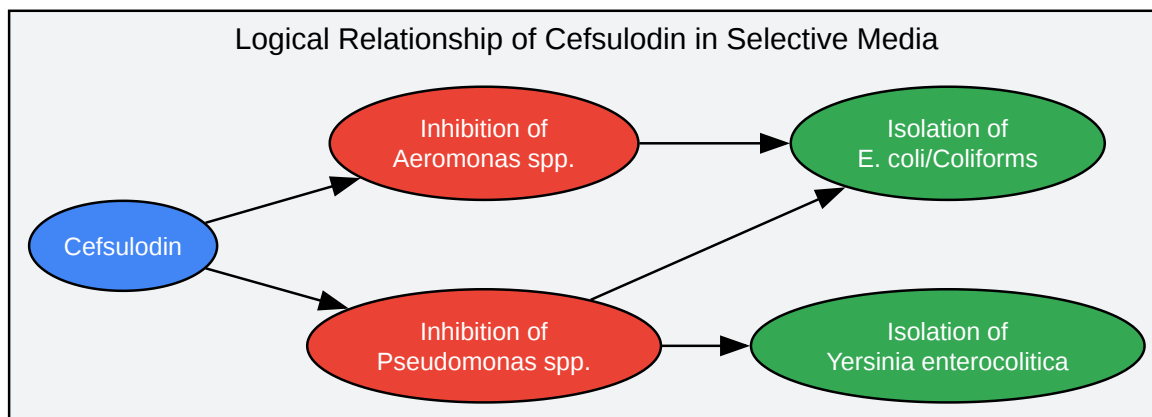 Logical Relationship of Cefsulodin in Selective Media
Inhibition of
Aeromonas spp.
Isolation of
E. coli/Coliforms
Cefsulodin
Inhibition of
Pseudomonas spp.
Isolation of
Yersinia enterocolitica